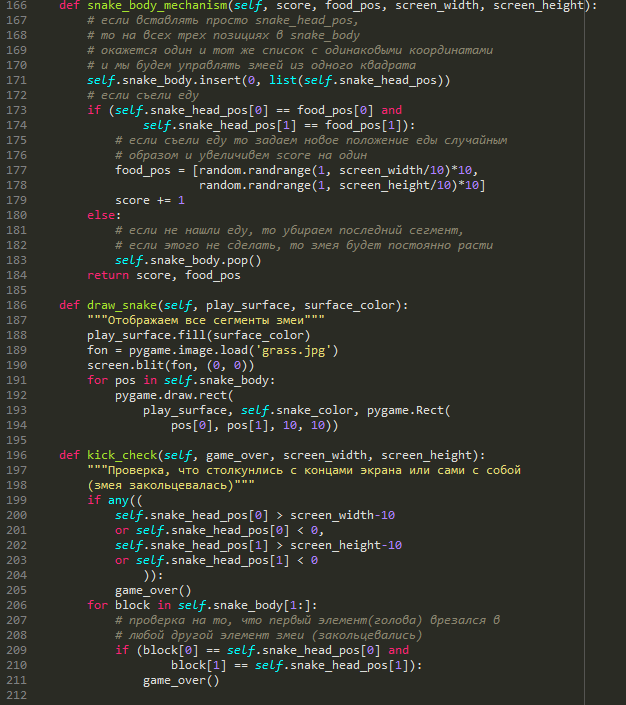 166 def snake_body_mechanism(self, score, food_pos, screen_width, screen_height):
167 # если вставлять просто snake_head_pos,
168 # то на всех трех позициях в snake_body
169 # окажется один и тот же список с одинаковыми координатами
170 # и мы будем управлять змеей из одного квадрата
171 self.snake_body.insert(0, list(self.snake_head_pos))
172 # если съели еду
173 if (self.snake_head_pos[0] == food_pos[0] and
174 self.snake_head_pos[1] == food_pos[1]):
175 # если съели еду то задаем новое положение еды случайным
176 # образом и увеличивем score на один
177 food_pos = [random.randrange(1, screen_width/10)*10,
178 random.randrange(1, screen_height/10)*10]
179 score += 1
180 else:
181 # если не нашли еду, то убираем последний сегмент,
182 # если этого не сделать, то змея будет постоянно расти
183 self.snake_body.pop()
184 return score, food_pos
185
186 def draw_snake(self, play_surface, surface_color):
187 """Отображаем все сегменты змеи"""
188 play_surface.fill(surface_color)
189 fon = pygame.image.load('grass.jpg')
190 screen.blit(fon, (0, 0))
191 for pos in self.snake_body:
192 pygame.draw.rect(
193 play_surface, self.snake_color, pygame.Rect(
194 pos[0], pos[1], 10, 10))
195
196 def kick_check(self, game_over, screen_width, screen_height):
197 """Проверка, что столкунлись с концами экрана или сами с собой
198 (змея закольцевалась)"""
199 if any((
200 self.snake_head_pos[0] > screen_width-10
201 or self.snake_head_pos[0] < 0,
202 self.snake_head_pos[1] > screen_height-10
203 or self.snake_head_pos[1] < 0
204 )):
205 game_over()
206 for block in self.snake_body[1:]:
207 # проверка на то, что первый элемент(голова) врезался в
208 # любой другой элемент змеи (закольцевались)
209 if (block[0] == self.snake_head_pos[0] and
210 block[1] == self.snake_head_pos[1]):
211 game_over()
212